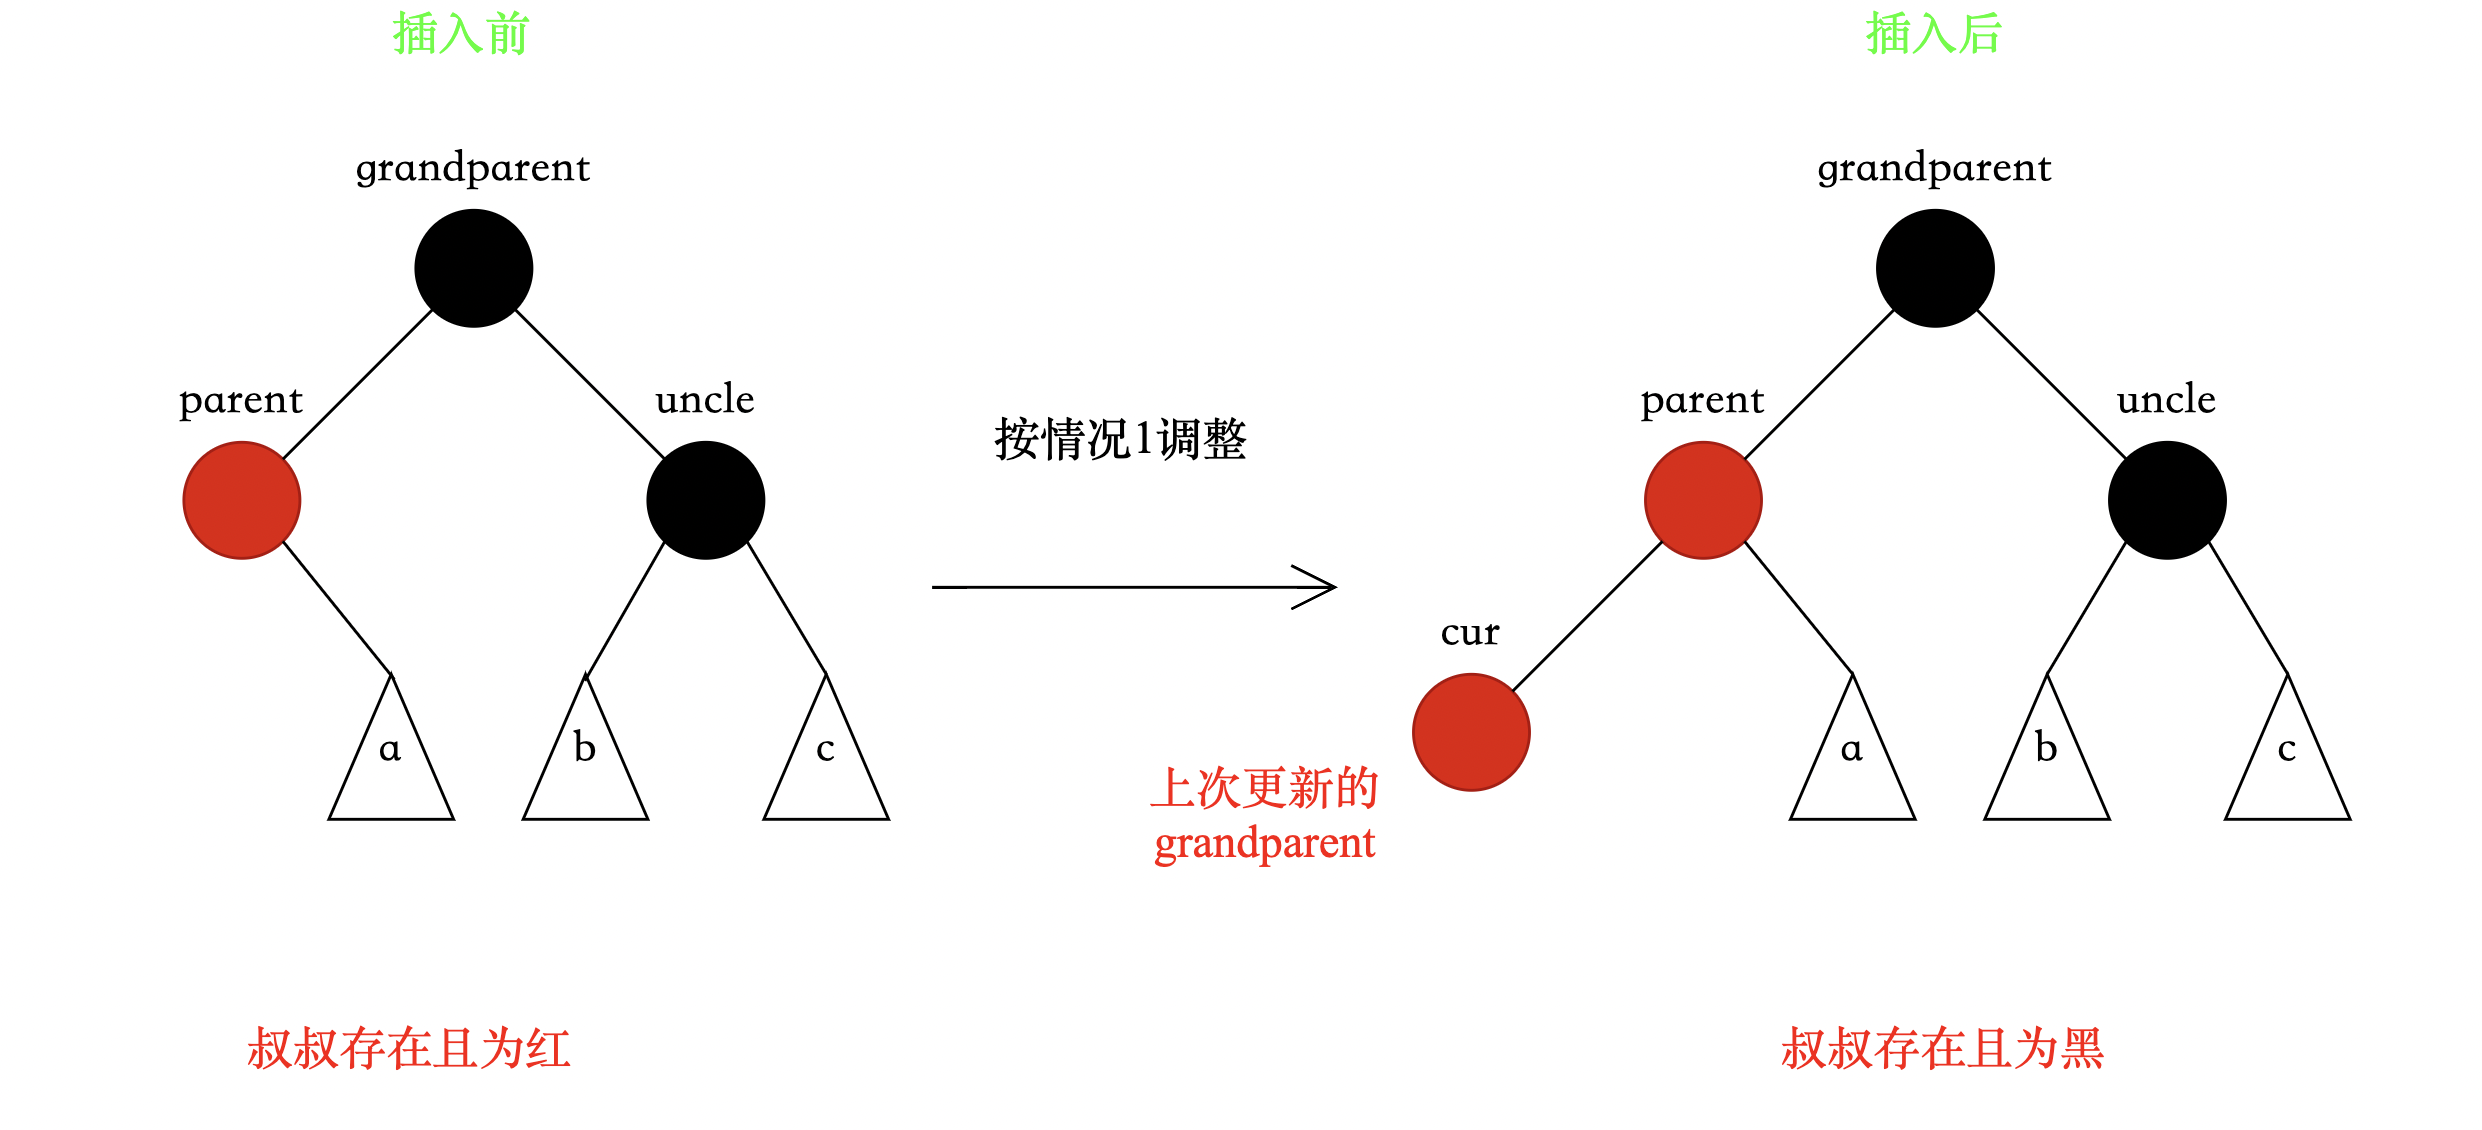 插入前
插入后
grandparent
grandparent
parent
uncle
parent
uncle
按情况1调整
cur
a
b
c
a
b
c
上次更新的
grandparent
叔叔存在且为红
叔叔存在且为黑